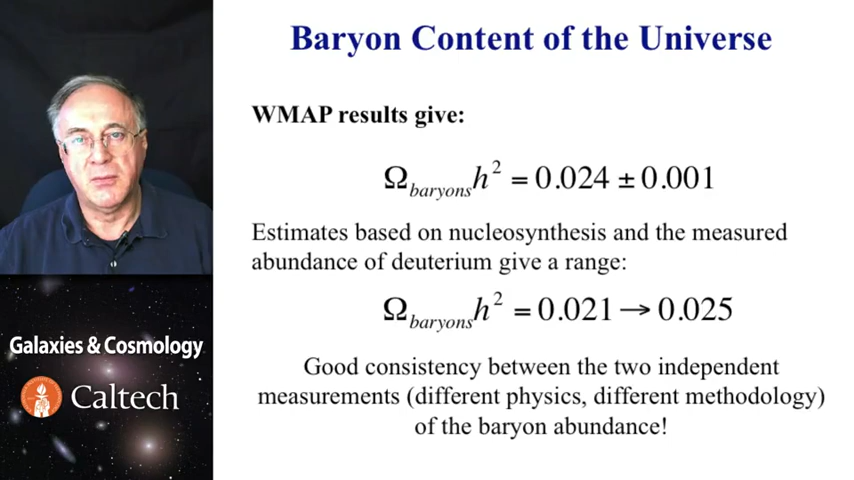 Baryon Content of the Universe
WMAP results give:
Ω_baryons h² = 0.024 ± 0.001
Estimates based on nucleosynthesis and the measured
abundance of deuterium give a range:
Ω_baryons h² = 0.021 → 0.025
Good consistency between the two independent
measurements (different physics, different methodology)
of the baryon abundance!
Galaxies & Cosmology
Caltech